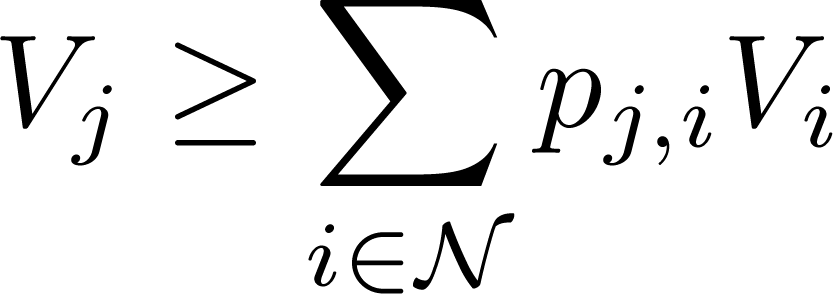 $V_j \geq \sum_{i \in \mathcal{N}} p_{j,i} V_i$